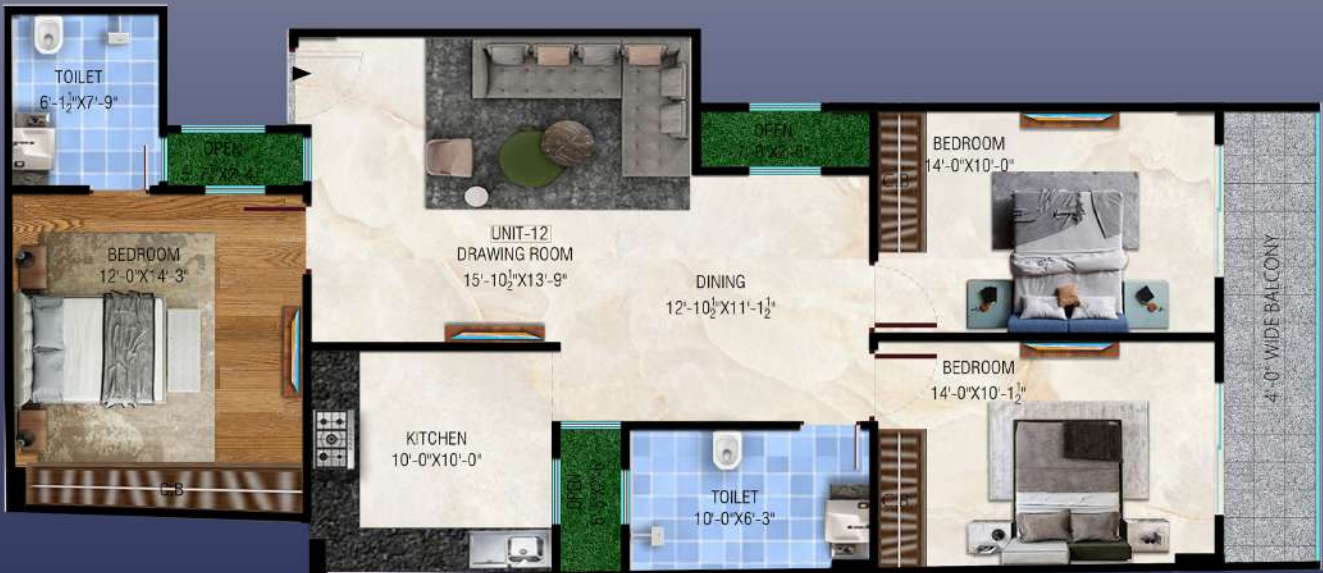 TOILET
6'-1½"X7'-9"
OPEN
BEDROOM
12'-0"X14'-3"
C.B
UNIT-12
DRAWING ROOM
15'-10½"X13'-9"
OPEN
DINING
12'-10½"X11'-1½"
KITCHEN
10'-0"X10'-0"
OPEN
TOILET
10'-0"X6'-3"
BEDROOM
14'-0"X10'-0"
C.B
BEDROOM
14'-0"X10'-1½"
C.B
4'-0" WIDE BALCONY